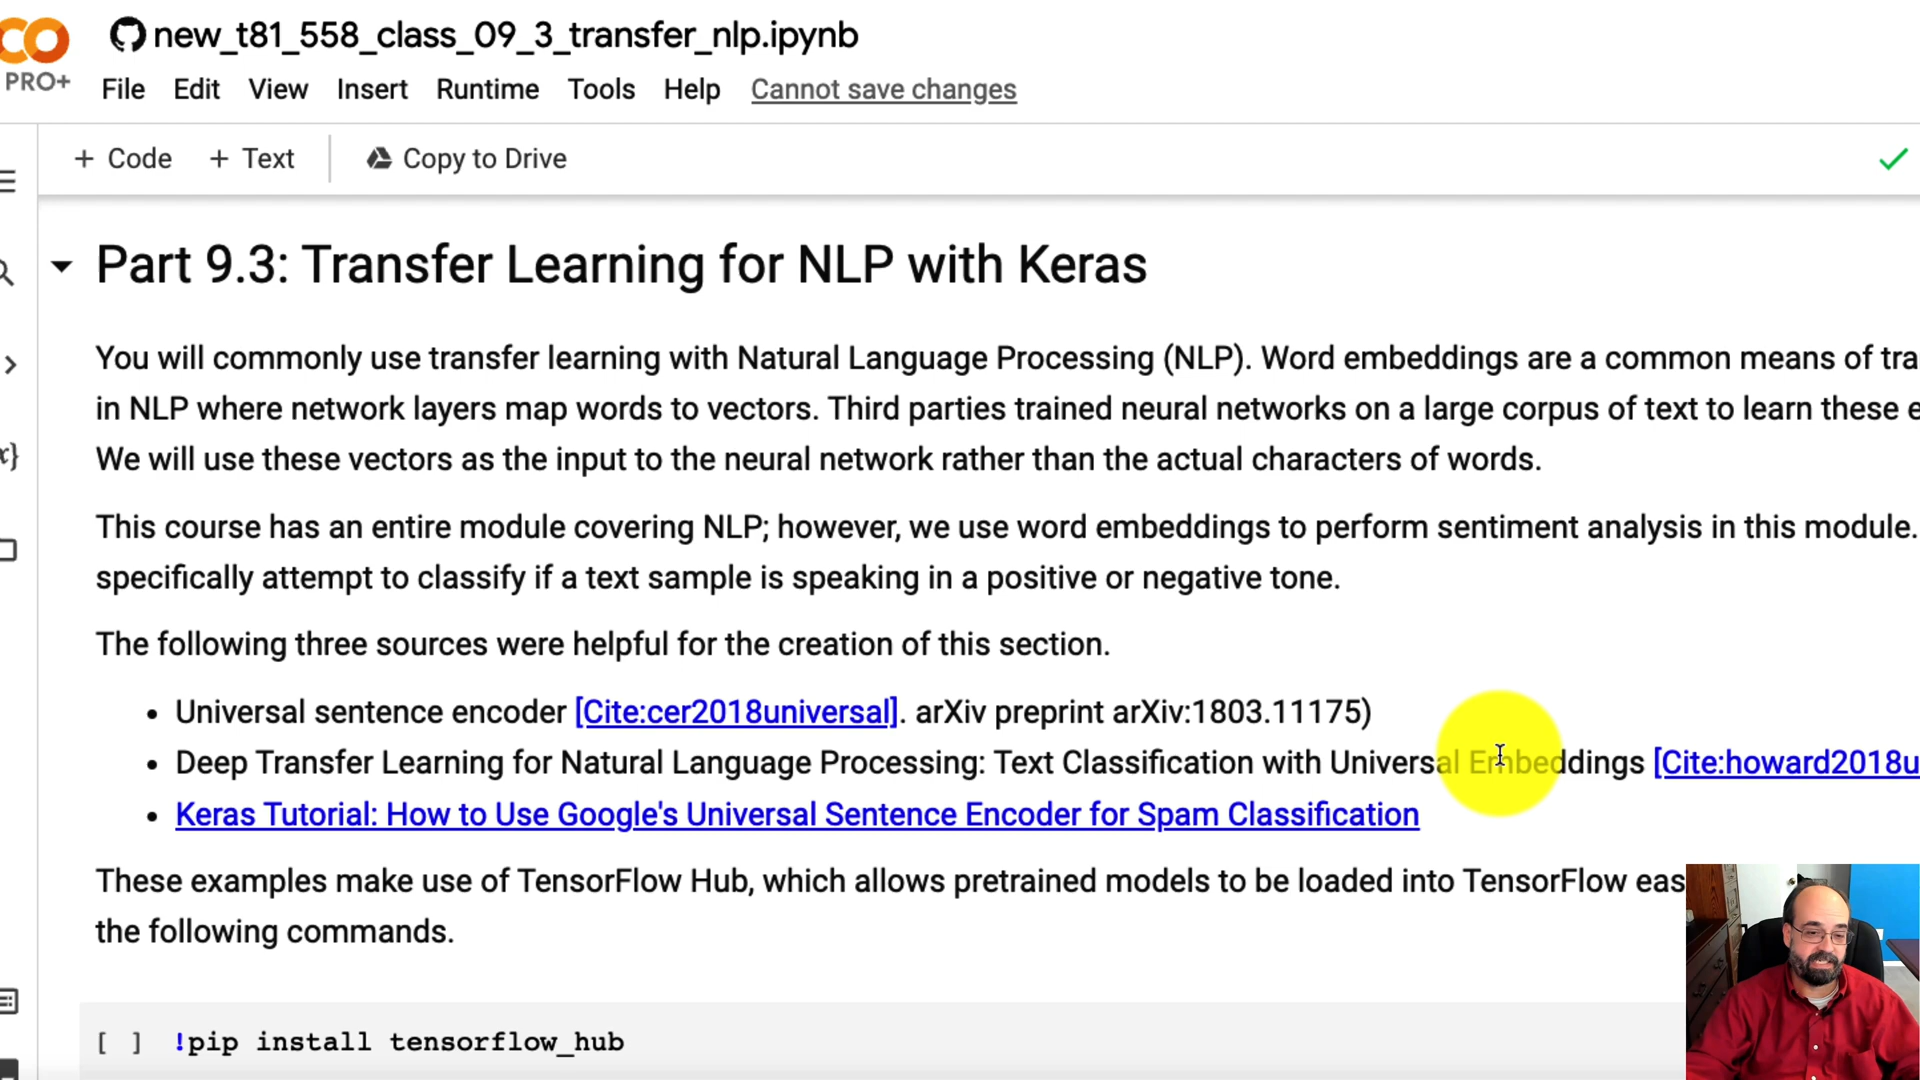 new_t81_558_class_09_3_transfer_nlp.ipynb
PRO+
File Edit View Insert Runtime Tools Help Cannot save changes
+ Code + Text Copy to Drive
Part 9.3: Transfer Learning for NLP with Keras
You will commonly use transfer learning with Natural Language Processing (NLP). Word embeddings are a common means of tra
in NLP where network layers map words to vectors. Third parties trained neural networks on a large corpus of text to learn these e
We will use these vectors as the input to the neural network rather than the actual characters of words.
This course has an entire module covering NLP; however, we use word embeddings to perform sentiment analysis in this module.
specifically attempt to classify if a text sample is speaking in a positive or negative tone.
The following three sources were helpful for the creation of this section.
• Universal sentence encoder [Cite:cer2018universal]. arXiv preprint arXiv:1803.11175)
• Deep Transfer Learning for Natural Language Processing: Text Classification with Universal Embeddings [Cite:howard2018u
• Keras Tutorial: How to Use Google's Universal Sentence Encoder for Spam Classification
These examples make use of TensorFlow Hub, which allows pretrained models to be loaded into TensorFlow eas
the following commands.
[ ] !pip install tensorflow_hub